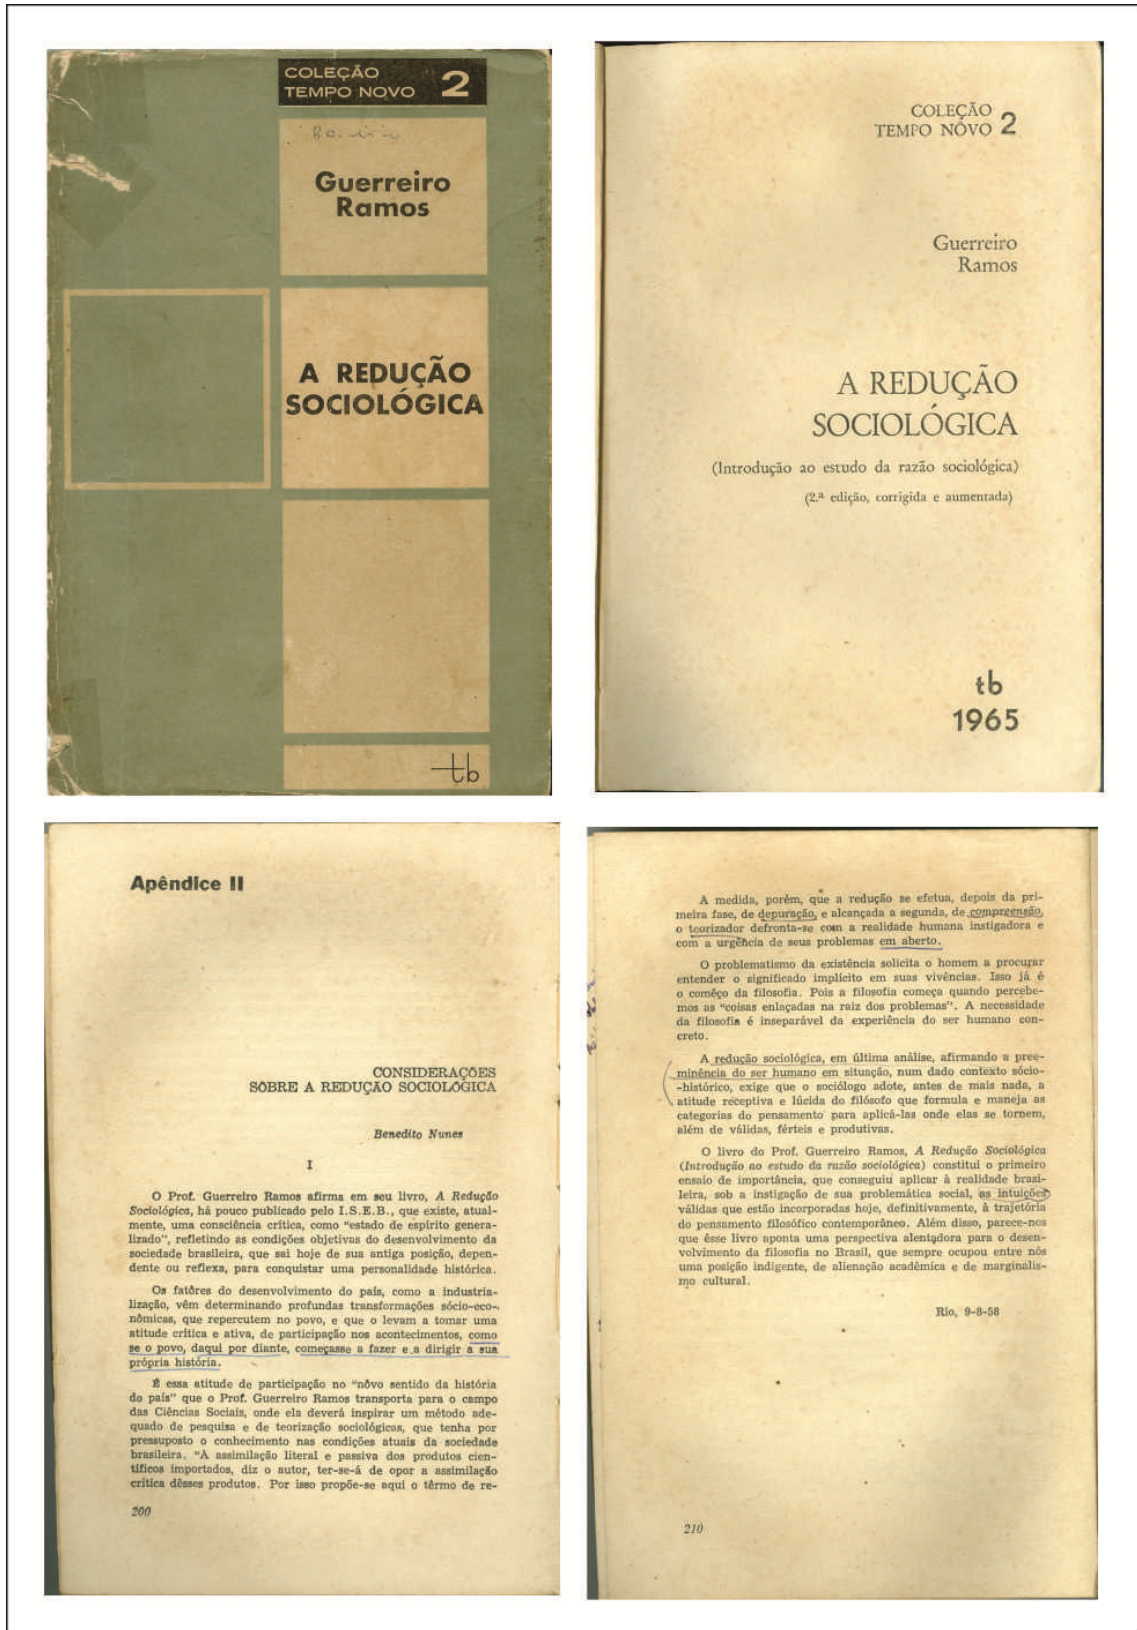 COLEÇÃO
TEMPO NOVO 2
Guerreiro
Ramos
A REDUÇÃO
SOCIOLÓGICA
tb
COLEÇÃO
TEMPO NÔVO 2
Guerreiro
Ramos
A REDUÇÃO
SOCIOLÓGICA
(Introdução ao estudo da razão sociológica)
(2.ª edição, corrigida e aumentada)
tb
1965
Apêndice II
CONSIDERAÇÕES
SÔBRE A REDUÇÃO SOCIOLÓGICA
Benedito Nunes
I
O Prof. Guerreiro Ramos afirma em seu livro, A Redução
Sociológica, há pouco publicado pelo I.S.E.B., que existe, atual-
mente, uma consciência crítica, como "estado de espírito genera-
lizado", refletindo as condições objetivas do desenvolvimento da
sociedade brasileira, que sai hoje de sua antiga posição, depen-
dente ou reflexa, para conquistar uma personalidade histórica.
Os fatôres do desenvolvimento do país, como a industria-
lização, vêm determinando profundas transformações sócio-eco-
nômicas, que repercutem no povo, e que o levam a tomar uma
atitude crítica e ativa, de participação nos acontecimentos, como
se o povo, daqui por diante, começasse a fazer e a dirigir a sua
própria história.
É essa atitude de participação no "nôvo sentido da história
do país" que o Prof. Guerreiro Ramos transporta para o campo
das Ciências Sociais, onde ela deverá inspirar um método ade-
quado de pesquisa e de teorização sociológicas, que tenha por
pressuposto o conhecimento nas condições atuais da sociedade
brasileira. "A assimilação literal e passiva dos produtos cien-
tíficos importados, diz o autor, ter-se-á de opor a assimilação
crítica dêsses produtos. Por isso propõe-se aqui o têrmo de re-
200
A medida, porém, que a redução se efetua, depois da pri-
meira fase, de depuração, e alcançada a segunda, de compreensão,
o teorizador defronta-se com a realidade humana instigadora e
com a urgência de seus problemas em aberto.
O problematismo da existência solicita o homem a procurar
entender o significado implícito em suas vivências. Isso já é
o comêço da filosofia. Pois a filosofia começa quando percebe-
mos as "coisas enlaçadas na raiz dos problemas". A necessidade
da filosofia é inseparável da experiência do ser humano con-
creto.
A redução sociológica, em última análise, afirmando a pree-
minência do ser humano em situação, num dado contexto sócio-
-histórico, exige que o sociólogo adote, antes de mais nada, a
atitude receptiva e lúcida do filósofo que formula e maneja as
categorias do pensamento para aplicá-las onde elas se tornem,
além de válidas, férteis e produtivas.
O livro do Prof. Guerreiro Ramos, A Redução Sociológica
(Introdução ao estudo da razão sociológica) constitui o primeiro
ensaio de importância, que conseguiu aplicar à realidade brasi-
leira, sob a instigação de sua problemática social, as intuições
válidas que estão incorporadas hoje, definitivamente, à trajetória
do pensamento filosófico contemporâneo. Além disso, parece-nos
que êsse livro aponta uma perspectiva alentadora para o desen-
volvimento da filosofia no Brasil, que sempre ocupou entre nós
uma posição indigente, de alienação acadêmica e de marginalis-
mo cultural.
Rio, 9-8-58
210